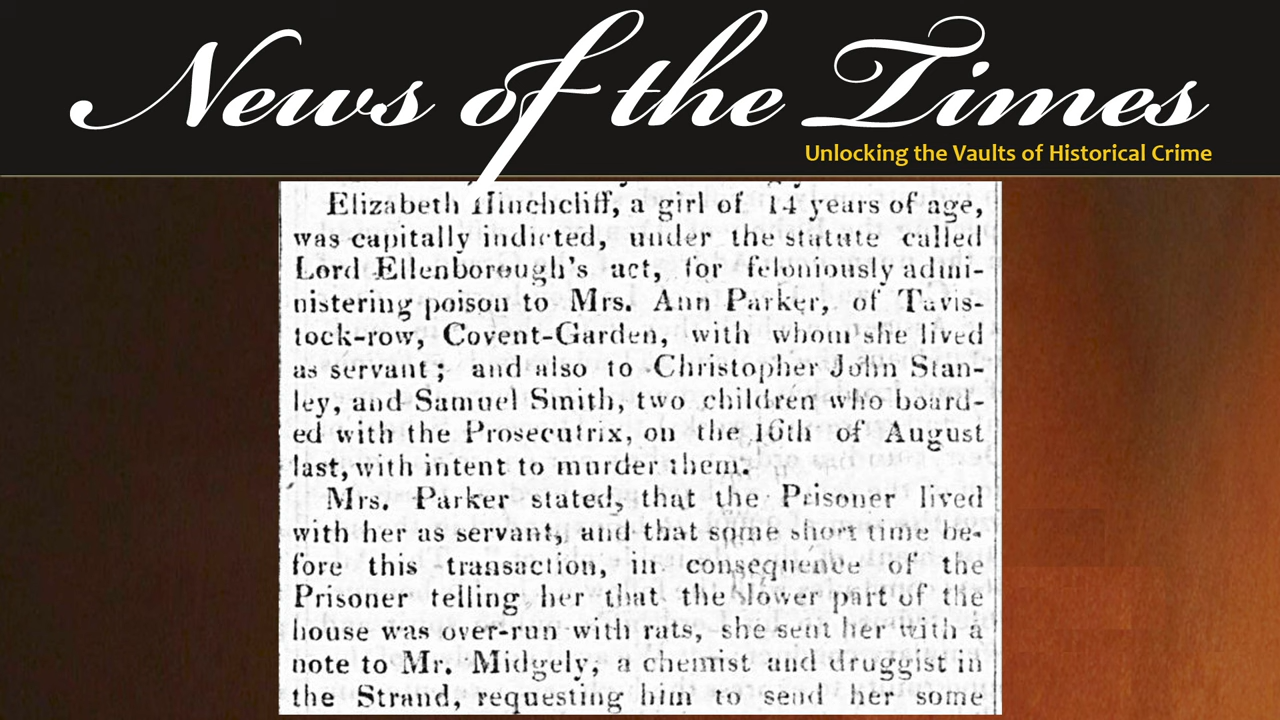 News of the Times
Unlocking the Vaults of Historical Crime
Elizabeth Hinchcliff, a girl of 14 years of age,
was capitally indicted, under the statute called
Lord Ellenborough's act, for feloniously admi-
nistering poison to Mrs. Ann Parker, of Tavis-
tock-row, Covent-Garden, with whom she lived
as servant; and also to Christopher John Stan-
ley, and Samuel Smith, two children who board-
ed with the Prosecutrix, on the 16th of August
last, with intent to murder them.
Mrs. Parker stated, that the Prisoner lived
with her as servant, and that some short time be-
fore this transaction, in consequence of the
Prisoner telling her that the lower part of the
house was over-run with rats, she sent her with a
note to Mr. Midgely, a chemist and druggist in
the Strand, requesting him to send her some